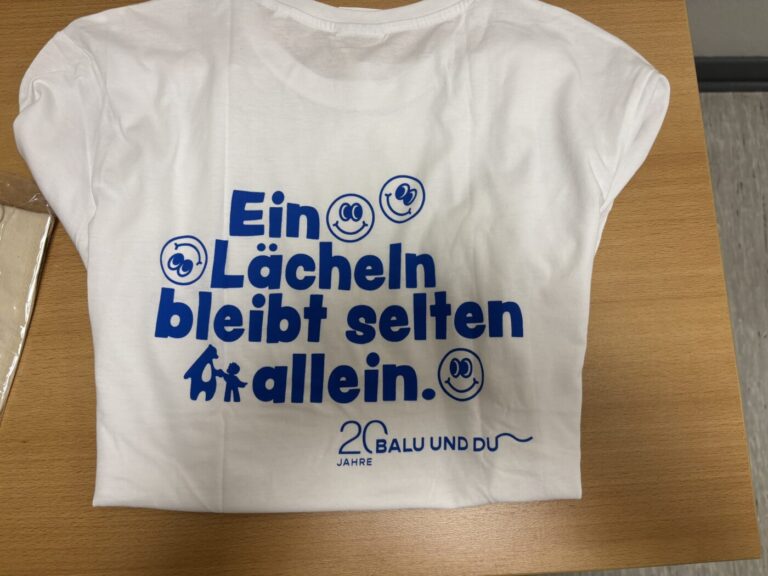 Ein
Lächeln
bleibt selten
allein.
20 BALU UND DU
JAHRE